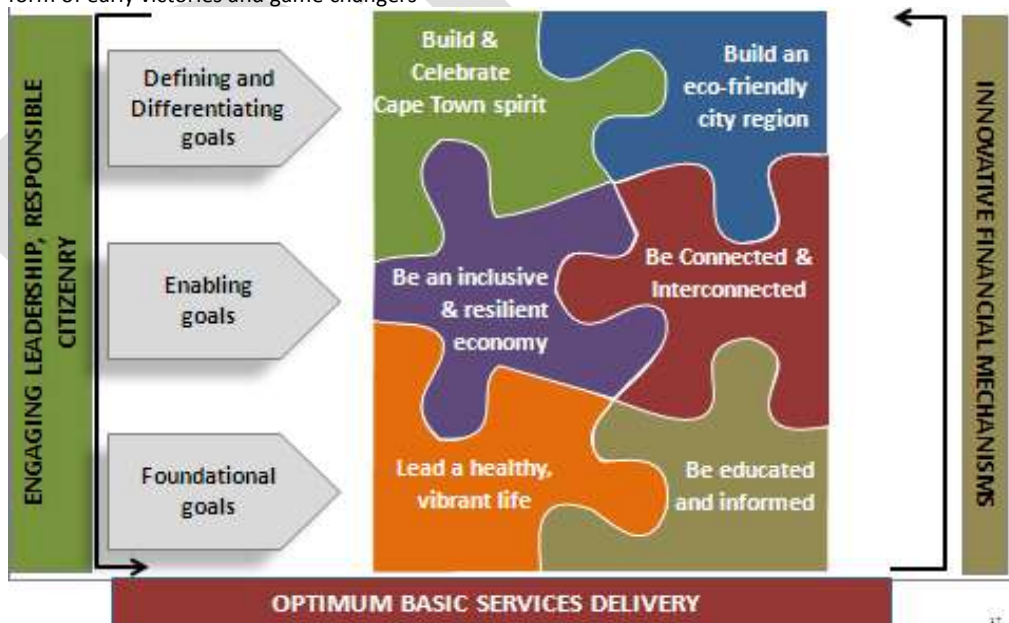 form of early victories and game changers
ENGAGING LEADERSHIP, RESPONSIBLE
CITIZENRY
Defining and
Differentiating
goals
Build &
Celebrate
Cape Town spirit
Build an
eco-friendly
city region
Enabling
goals
Be an inclusive
& resilient
economy
Be Connected &
Interconnected
Foundational
goals
Lead a healthy,
vibrant life
Be educated
and informed
INNOVATIVE FINANCIAL MECHANISMS
OPTIMUM BASIC SERVICES DELIVERY